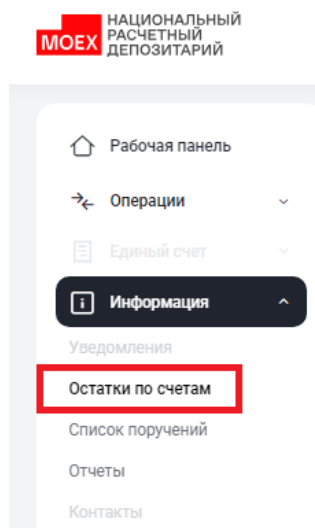 НАЦИОНАЛЬНЫЙ
MOEX РАСЧЕТНЫЙ
ДЕПОЗИТАРИЙ
Рабочая панель
Операции
Единый счет
Информация
Уведомления
Остатки по счетам
Список поручений
Отчеты
Контакты